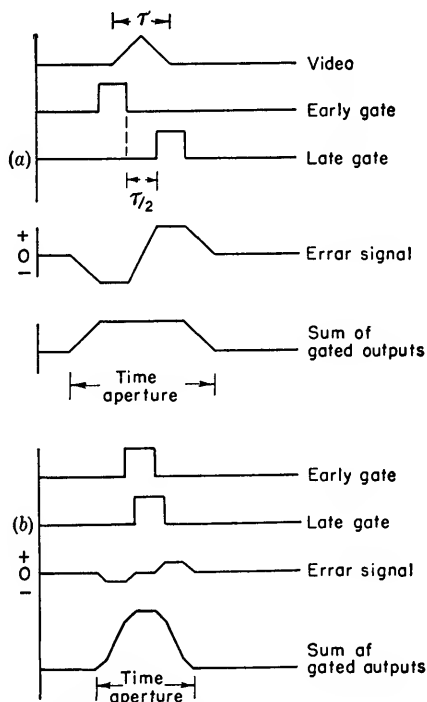 τ
Video
Early gate
(a)
Late gate
τ/2
+
0
−
Errar signal
Sum of
gated outputs
Time
aperture
Early gate
(b)
Late gate
+
0
−
Errar signal
Sum af
gated autputs
Time
aperture